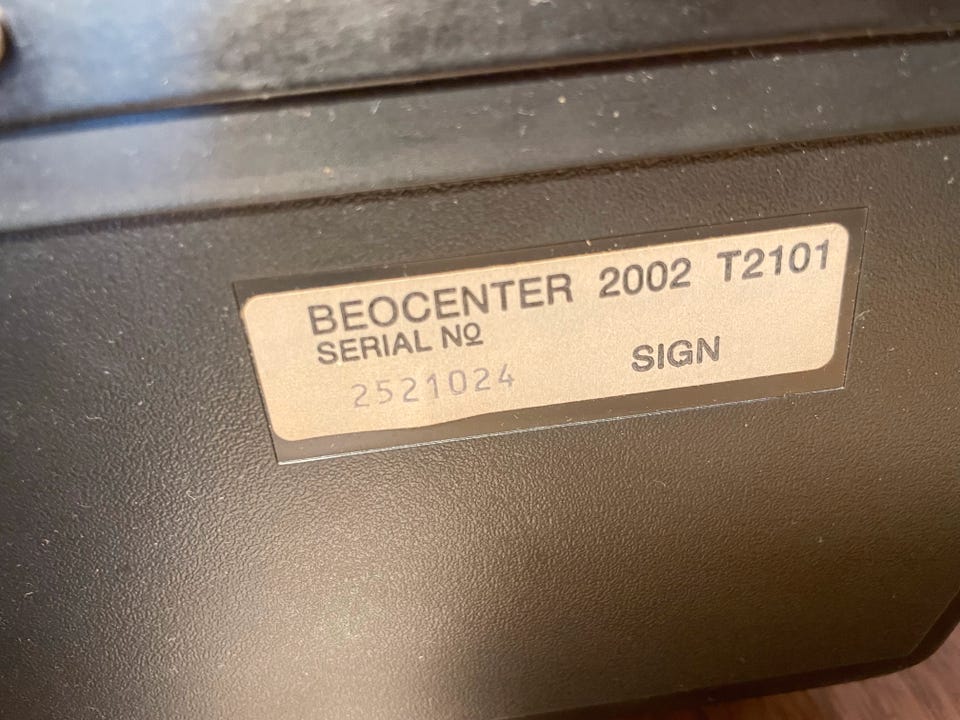 BEOCENTER 2002 T2101
SERIAL Nº
SIGN
2521024